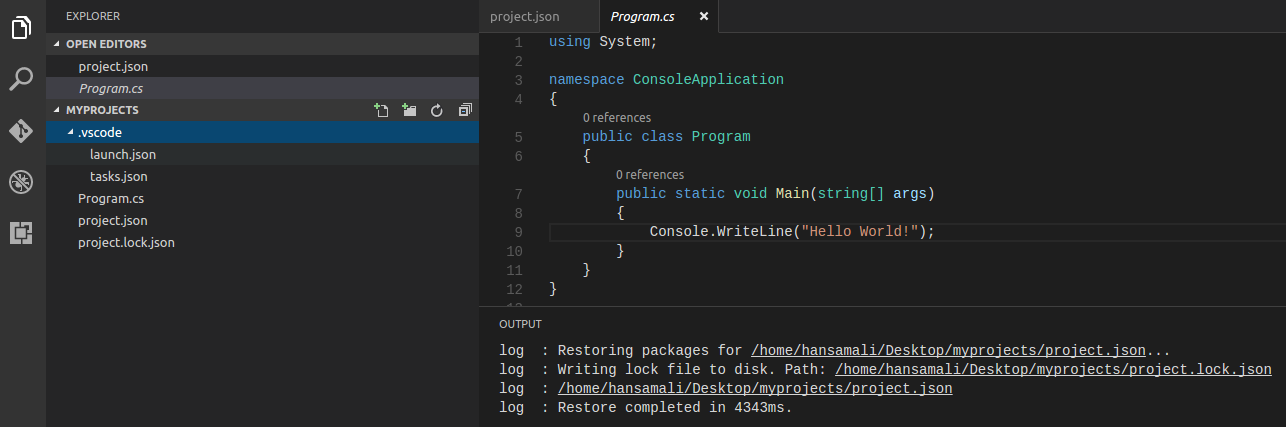 EXPLORER
OPEN EDITORS
project.json
Program.cs
MYPROJECTS
.vscode
launch.json
tasks.json
Program.cs
project.json
project.lock.json
project.json Program.cs
1 using System;
2
3 namespace ConsoleApplication
4 {
0 references
5 public class Program
6 {
0 references
7 public static void Main(string[] args)
8 {
9 Console.WriteLine("Hello World!");
10 }
11 }
12 }
OUTPUT
log : Restoring packages for /home/hansamali/Desktop/myprojects/project.json...
log : Writing lock file to disk. Path: /home/hansamali/Desktop/myprojects/project.lock.json
log : /home/hansamali/Desktop/myprojects/project.json
log : Restore completed in 4343ms.